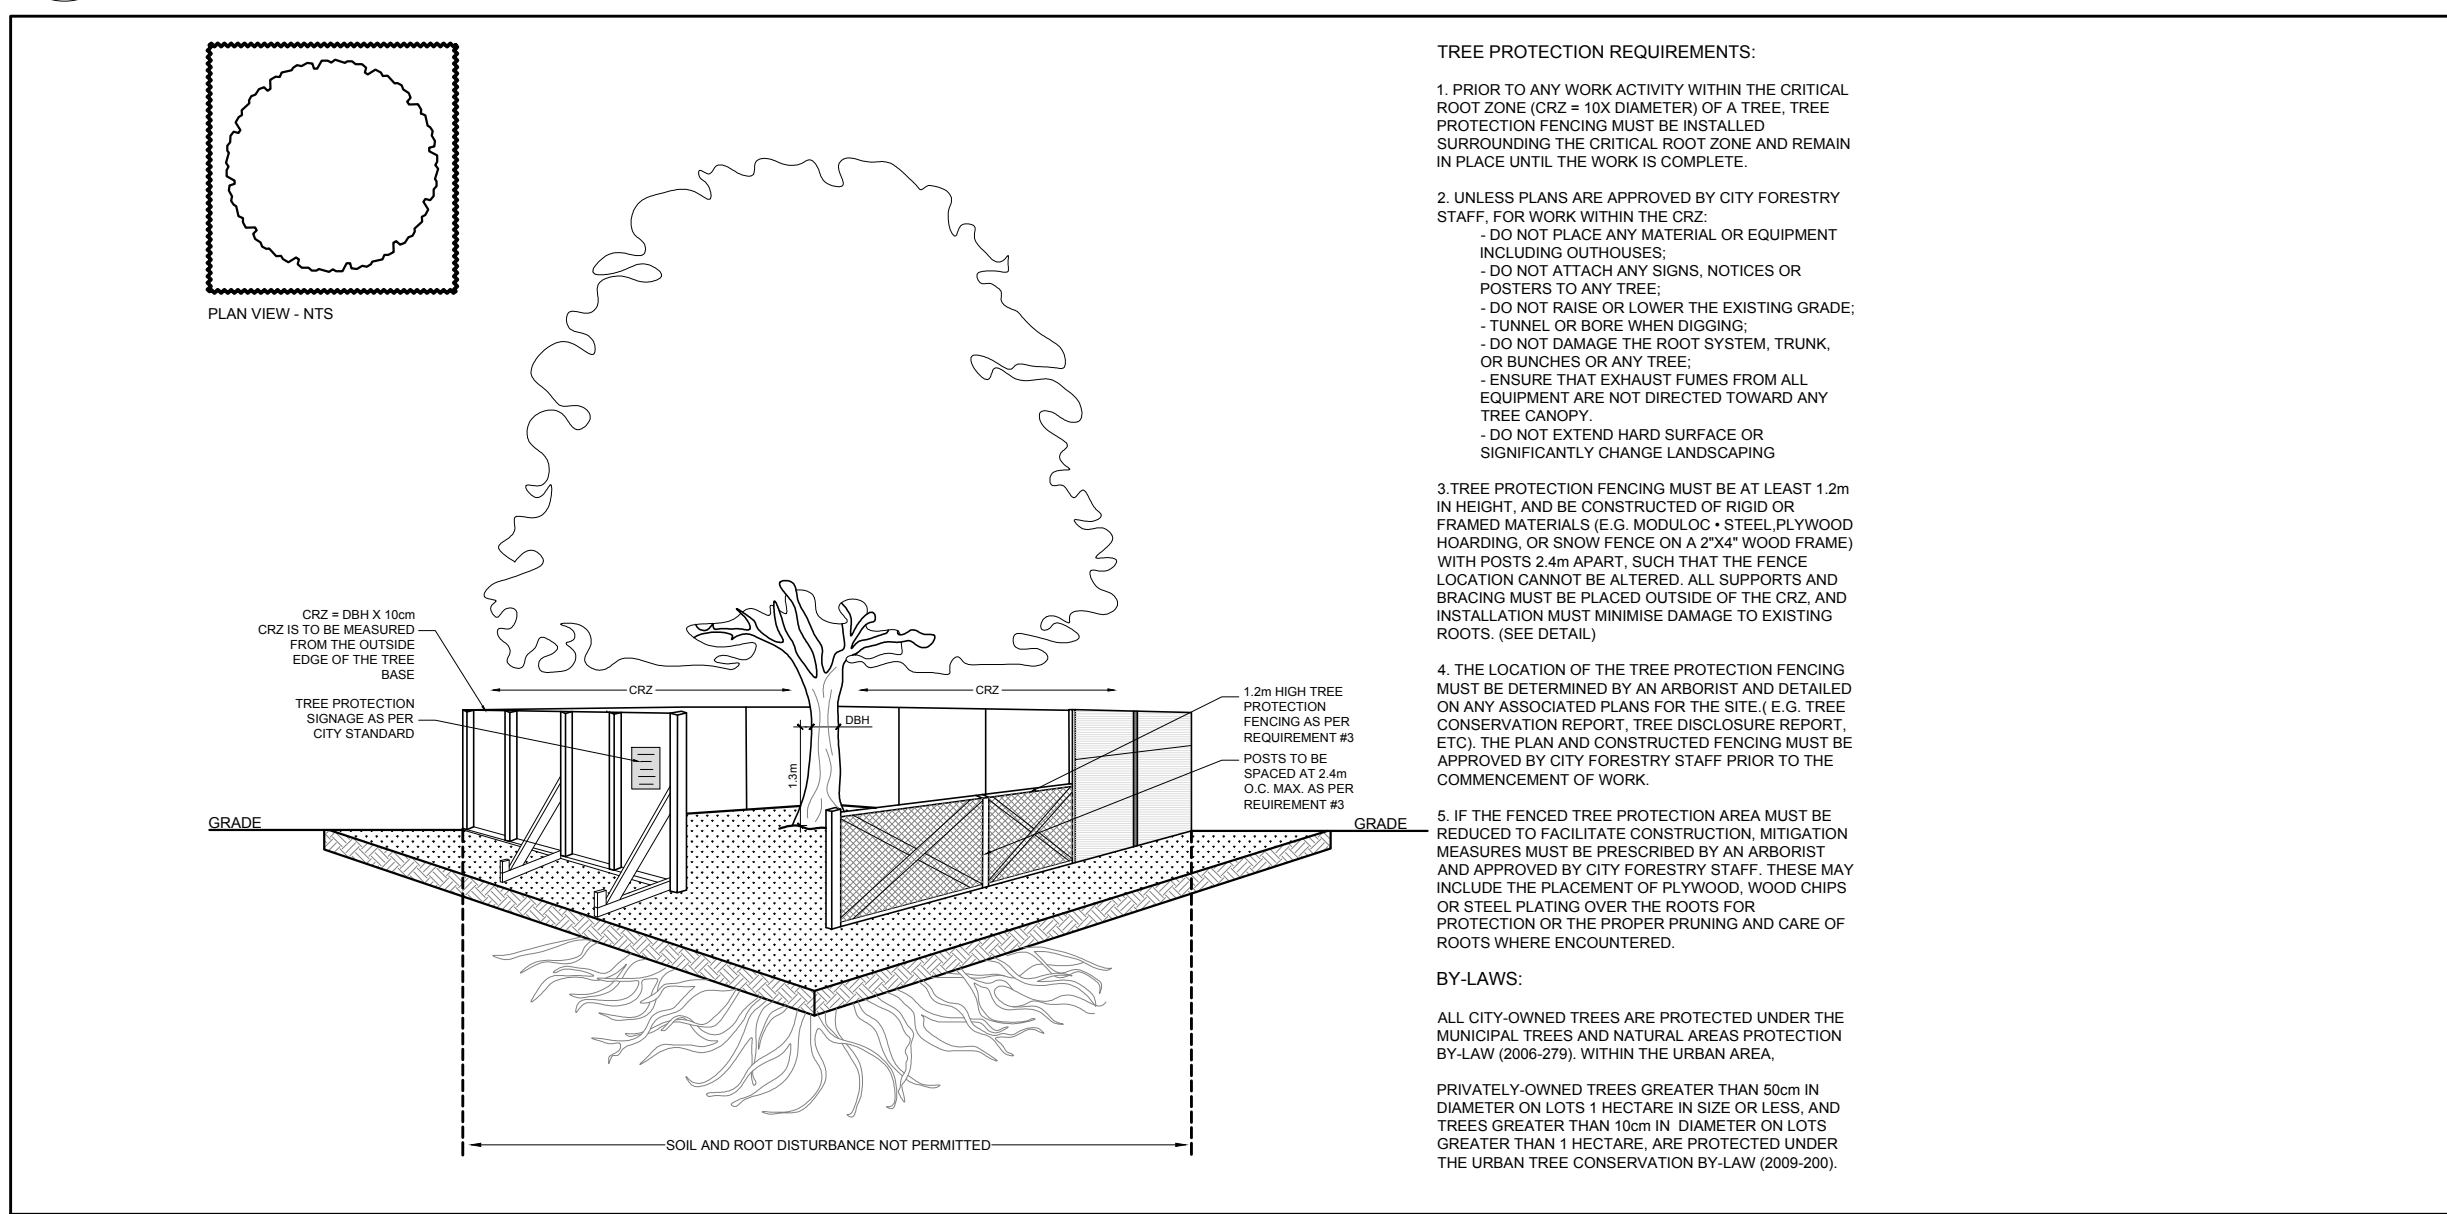 PLAN VIEW - NTS
CRZ = DBH X 10cm
CRZ IS TO BE MEASURED
FROM THE OUTSIDE
EDGE OF THE TREE
BASE
TREE PROTECTION
SIGNAGE AS PER
CITY STANDARD
CRZ
CRZ
DBH
1.3m
1.2m HIGH TREE
PROTECTION
FENCING AS PER
REQUIREMENT #3
POSTS TO BE
SPACED AT 2.4m
O.C. MAX. AS PER
REUIREMENT #3
GRADE
GRADE
SOIL AND ROOT DISTURBANCE NOT PERMITTED
TREE PROTECTION REQUIREMENTS:
1. PRIOR TO ANY WORK ACTIVITY WITHIN THE CRITICAL
ROOT ZONE (CRZ = 10X DIAMETER) OF A TREE, TREE
PROTECTION FENCING MUST BE INSTALLED
SURROUNDING THE CRITICAL ROOT ZONE AND REMAIN
IN PLACE UNTIL THE WORK IS COMPLETE.
2. UNLESS PLANS ARE APPROVED BY CITY FORESTRY
STAFF, FOR WORK WITHIN THE CRZ:
- DO NOT PLACE ANY MATERIAL OR EQUIPMENT
INCLUDING OUTHOUSES;
- DO NOT ATTACH ANY SIGNS, NOTICES OR
POSTERS TO ANY TREE;
- DO NOT RAISE OR LOWER THE EXISTING GRADE;
- TUNNEL OR BORE WHEN DIGGING;
- DO NOT DAMAGE THE ROOT SYSTEM, TRUNK,
OR BUNCHES OR ANY TREE;
- ENSURE THAT EXHAUST FUMES FROM ALL
EQUIPMENT ARE NOT DIRECTED TOWARD ANY
TREE CANOPY.
- DO NOT EXTEND HARD SURFACE OR
SIGNIFICANTLY CHANGE LANDSCAPING
3.TREE PROTECTION FENCING MUST BE AT LEAST 1.2m
IN HEIGHT, AND BE CONSTRUCTED OF RIGID OR
FRAMED MATERIALS (E.G. MODULOC • STEEL,PLYWOOD
HOARDING, OR SNOW FENCE ON A 2"X4" WOOD FRAME)
WITH POSTS 2.4m APART, SUCH THAT THE FENCE
LOCATION CANNOT BE ALTERED. ALL SUPPORTS AND
BRACING MUST BE PLACED OUTSIDE OF THE CRZ, AND
INSTALLATION MUST MINIMISE DAMAGE TO EXISTING
ROOTS. (SEE DETAIL)
4. THE LOCATION OF THE TREE PROTECTION FENCING
MUST BE DETERMINED BY AN ARBORIST AND DETAILED
ON ANY ASSOCIATED PLANS FOR THE SITE.( E.G. TREE
CONSERVATION REPORT, TREE DISCLOSURE REPORT,
ETC). THE PLAN AND CONSTRUCTED FENCING MUST BE
APPROVED BY CITY FORESTRY STAFF PRIOR TO THE
COMMENCEMENT OF WORK.
5. IF THE FENCED TREE PROTECTION AREA MUST BE
REDUCED TO FACILITATE CONSTRUCTION, MITIGATION
MEASURES MUST BE PRESCRIBED BY AN ARBORIST
AND APPROVED BY CITY FORESTRY STAFF. THESE MAY
INCLUDE THE PLACEMENT OF PLYWOOD, WOOD CHIPS
OR STEEL PLATING OVER THE ROOTS FOR
PROTECTION OR THE PROPER PRUNING AND CARE OF
ROOTS WHERE ENCOUNTERED.
BY-LAWS:
ALL CITY-OWNED TREES ARE PROTECTED UNDER THE
MUNICIPAL TREES AND NATURAL AREAS PROTECTION
BY-LAW (2006-279). WITHIN THE URBAN AREA,
PRIVATELY-OWNED TREES GREATER THAN 50cm IN
DIAMETER ON LOTS 1 HECTARE IN SIZE OR LESS, AND
TREES GREATER THAN 10cm IN DIAMETER ON LOTS
GREATER THAN 1 HECTARE, ARE PROTECTED UNDER
THE URBAN TREE CONSERVATION BY-LAW (2009-200).